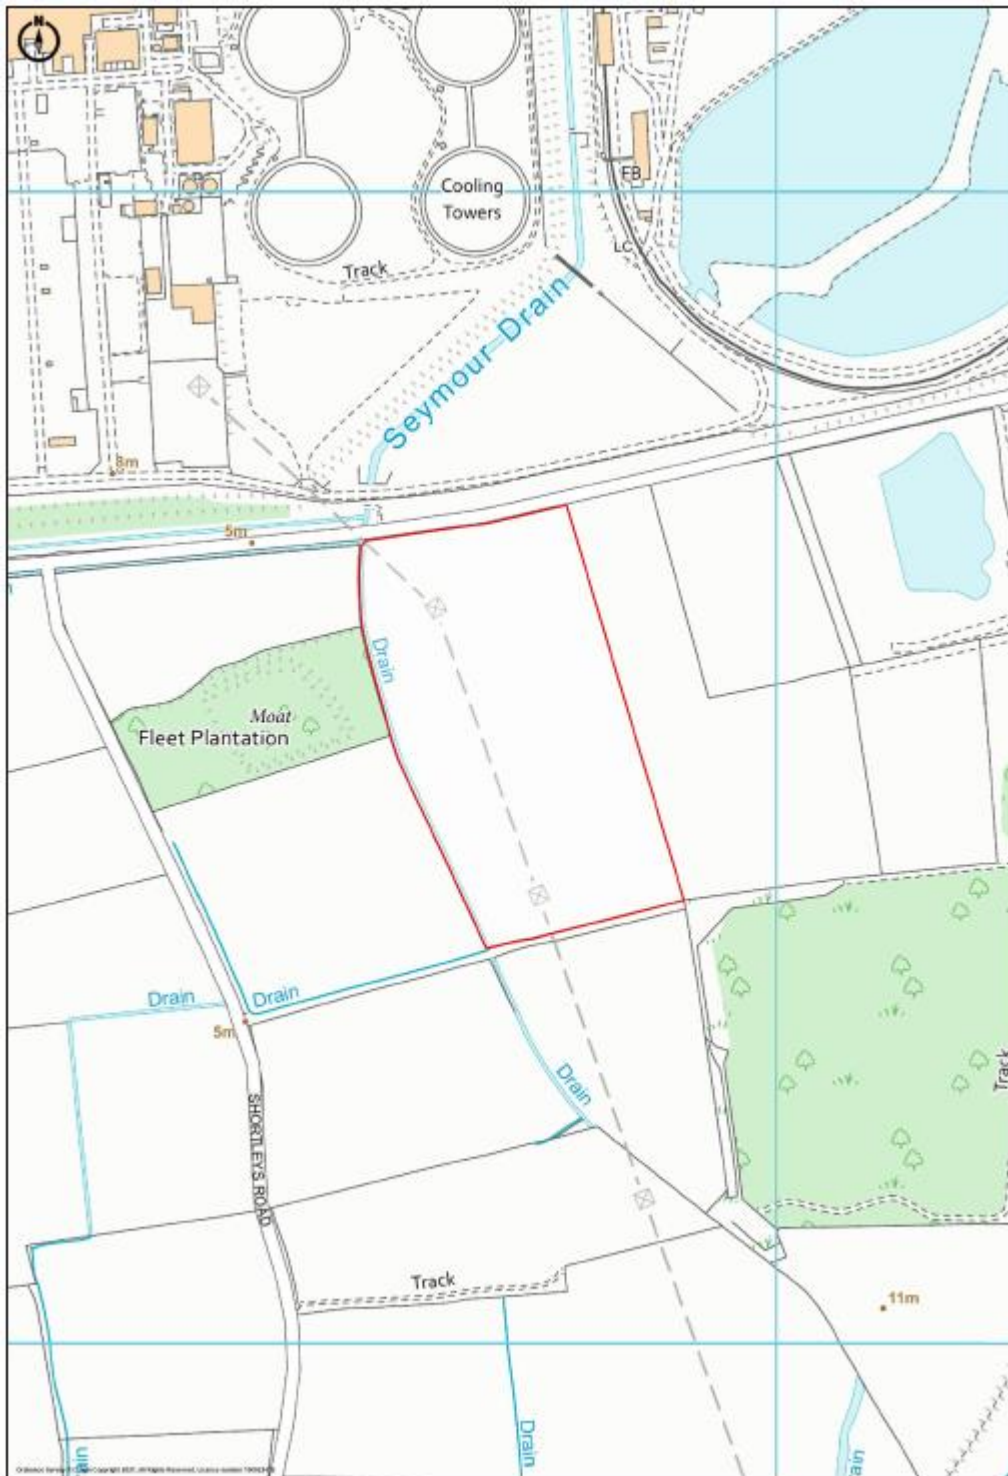 N
Cooling
Towers
FB
LC
Track
Seymour Drain
8m
5m
Drain
Moat
Fleet Plantation
Drain
Drain
5m
Drain
Track
SHORTLEYS ROAD
Track
11m
Drain